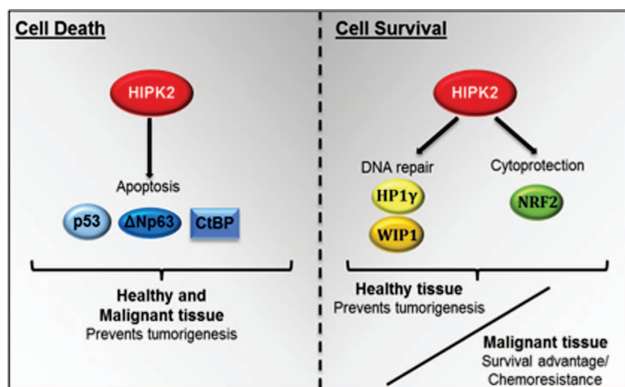 Cell Death
HIPK2
Apoptosis
p53
ΔNp63
CtBP
Healthy and
Malignant tissue
Prevents tumorigenesis
Cell Survival
HIPK2
DNA repair
HP1γ
WIP1
Cytoprotection
NRF2
Healthy tissue
Prevents tumorigenesis
Malignant tissue
Survival advantage/
Chemoresistance